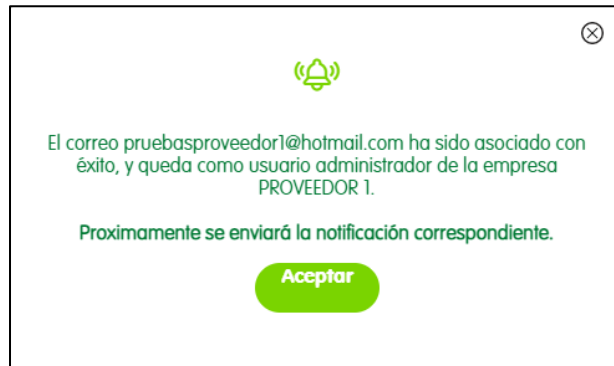 El correo pruebasproveedor1@hotmail.com ha sido asociado con
éxito, y queda como usuario administrador de la empresa
PROVEEDOR 1.
Proximamente se enviará la notificación correspondiente.
Aceptar